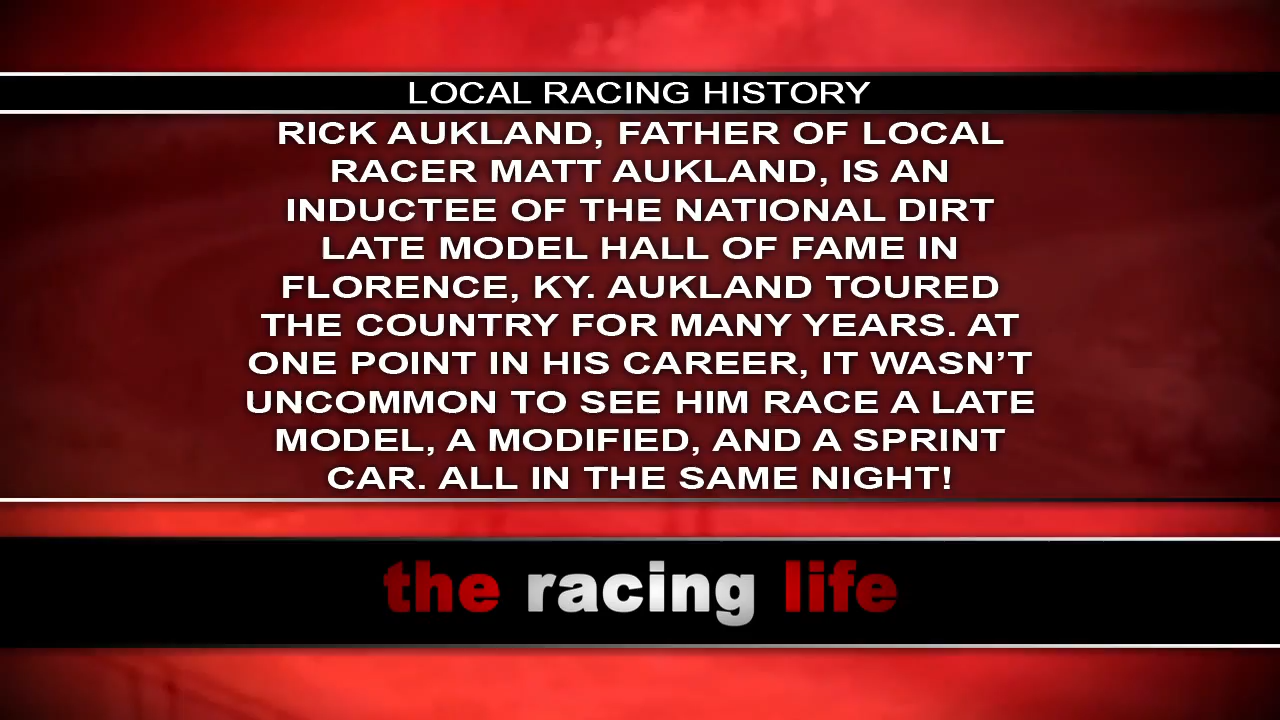 LOCAL RACING HISTORY
RICK AUKLAND, FATHER OF LOCAL
RACER MATT AUKLAND, IS AN
INDUCTEE OF THE NATIONAL DIRT
LATE MODEL HALL OF FAME IN
FLORENCE, KY. AUKLAND TOURED
THE COUNTRY FOR MANY YEARS. AT
ONE POINT IN HIS CAREER, IT WASN’T
UNCOMMON TO SEE HIM RACE A LATE
MODEL, A MODIFIED, AND A SPRINT
CAR. ALL IN THE SAME NIGHT!
the racing life